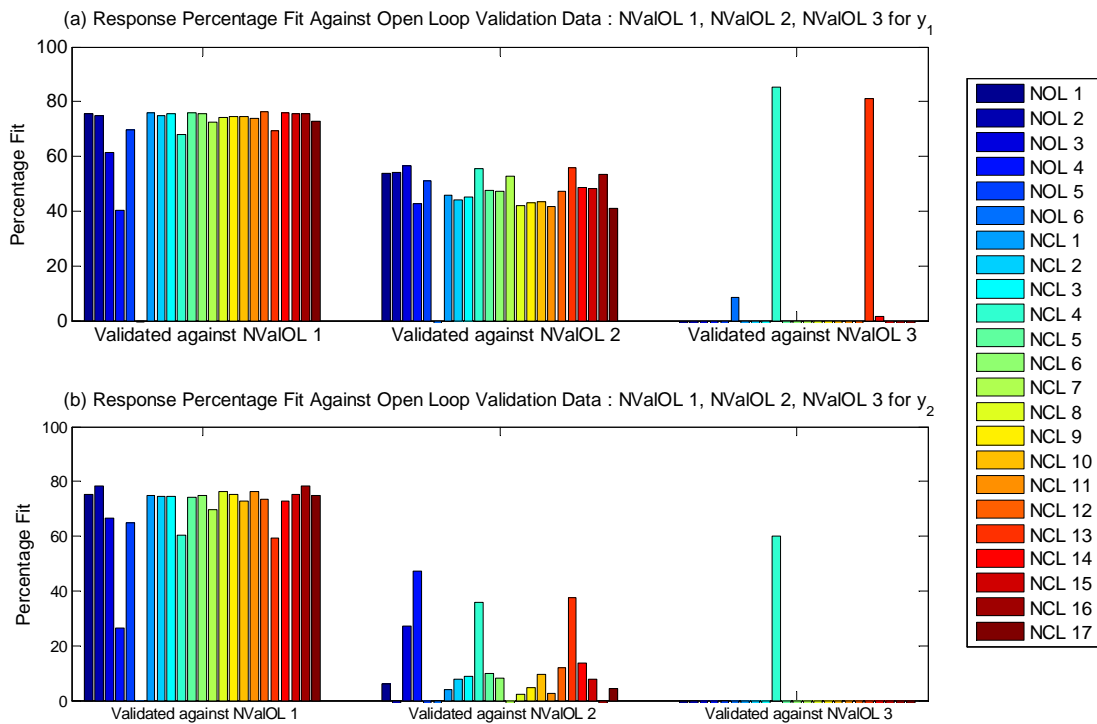 (a) Response Percentage Fit Against Open Loop Validation Data : NValOL 1, NValOL 2, NValOL 3 for y1
100
80
60
40
20
0
Percentage Fit
Validated against NValOL 1
Validated against NValOL 2
Validated against NValOL 3
(b) Response Percentage Fit Against Open Loop Validation Data : NValOL 1, NValOL 2, NValOL 3 for y2
100
80
60
40
20
0
Percentage Fit
Validated against NValOL 1
Validated against NValOL 2
Validated against NValOL 3
NOL 1
NOL 2
NOL 3
NOL 4
NOL 5
NOL 6
NCL 1
NCL 2
NCL 3
NCL 4
NCL 5
NCL 6
NCL 7
NCL 8
NCL 9
NCL 10
NCL 11
NCL 12
NCL 13
NCL 14
NCL 15
NCL 16
NCL 17